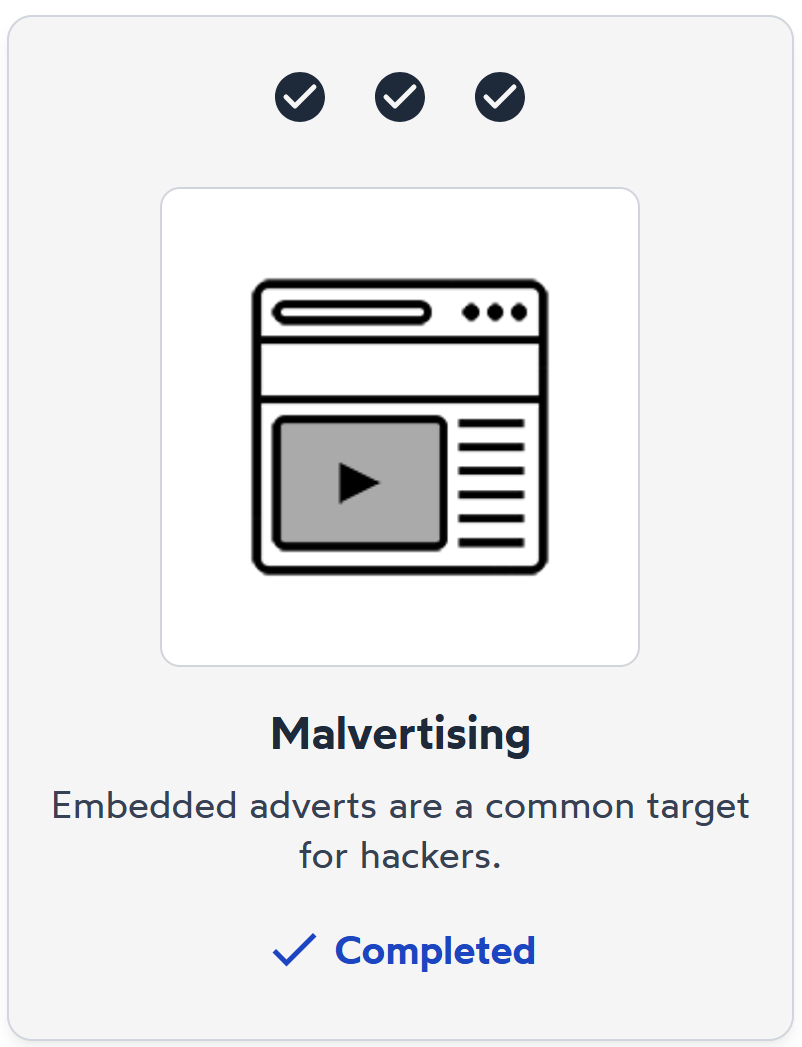 Malvertising
Embedded adverts are a common target
for hackers.
Completed